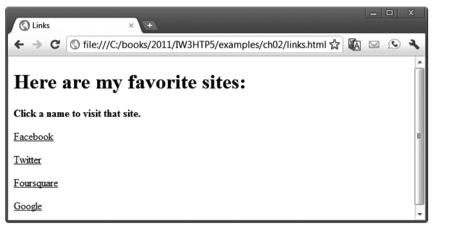 Links
file:///C:/books/2011/IW3HTP5/examples/ch02/links.html
Here are my favorite sites:
Click a name to visit that site.
Facebook
Twitter
Foursquare
Google